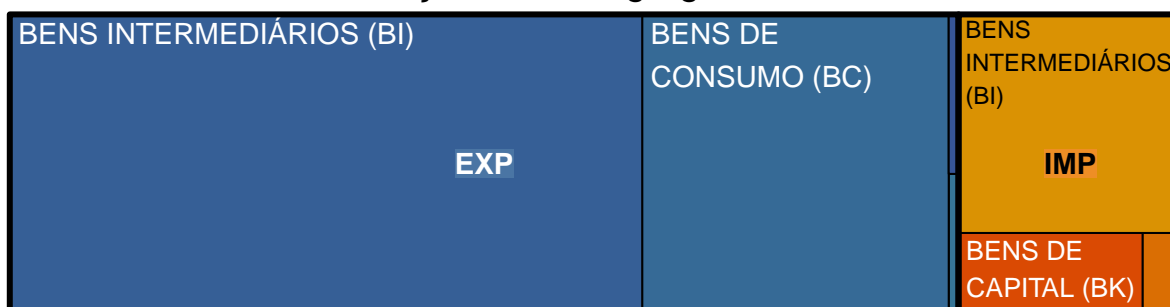 BENS INTERMEDIÁRIOS (BI)
EXP
BENS DE
CONSUMO (BC)
BENS
INTERMEDIÁRIOS
(BI)
IMP
BENS DE
CAPITAL (BK)